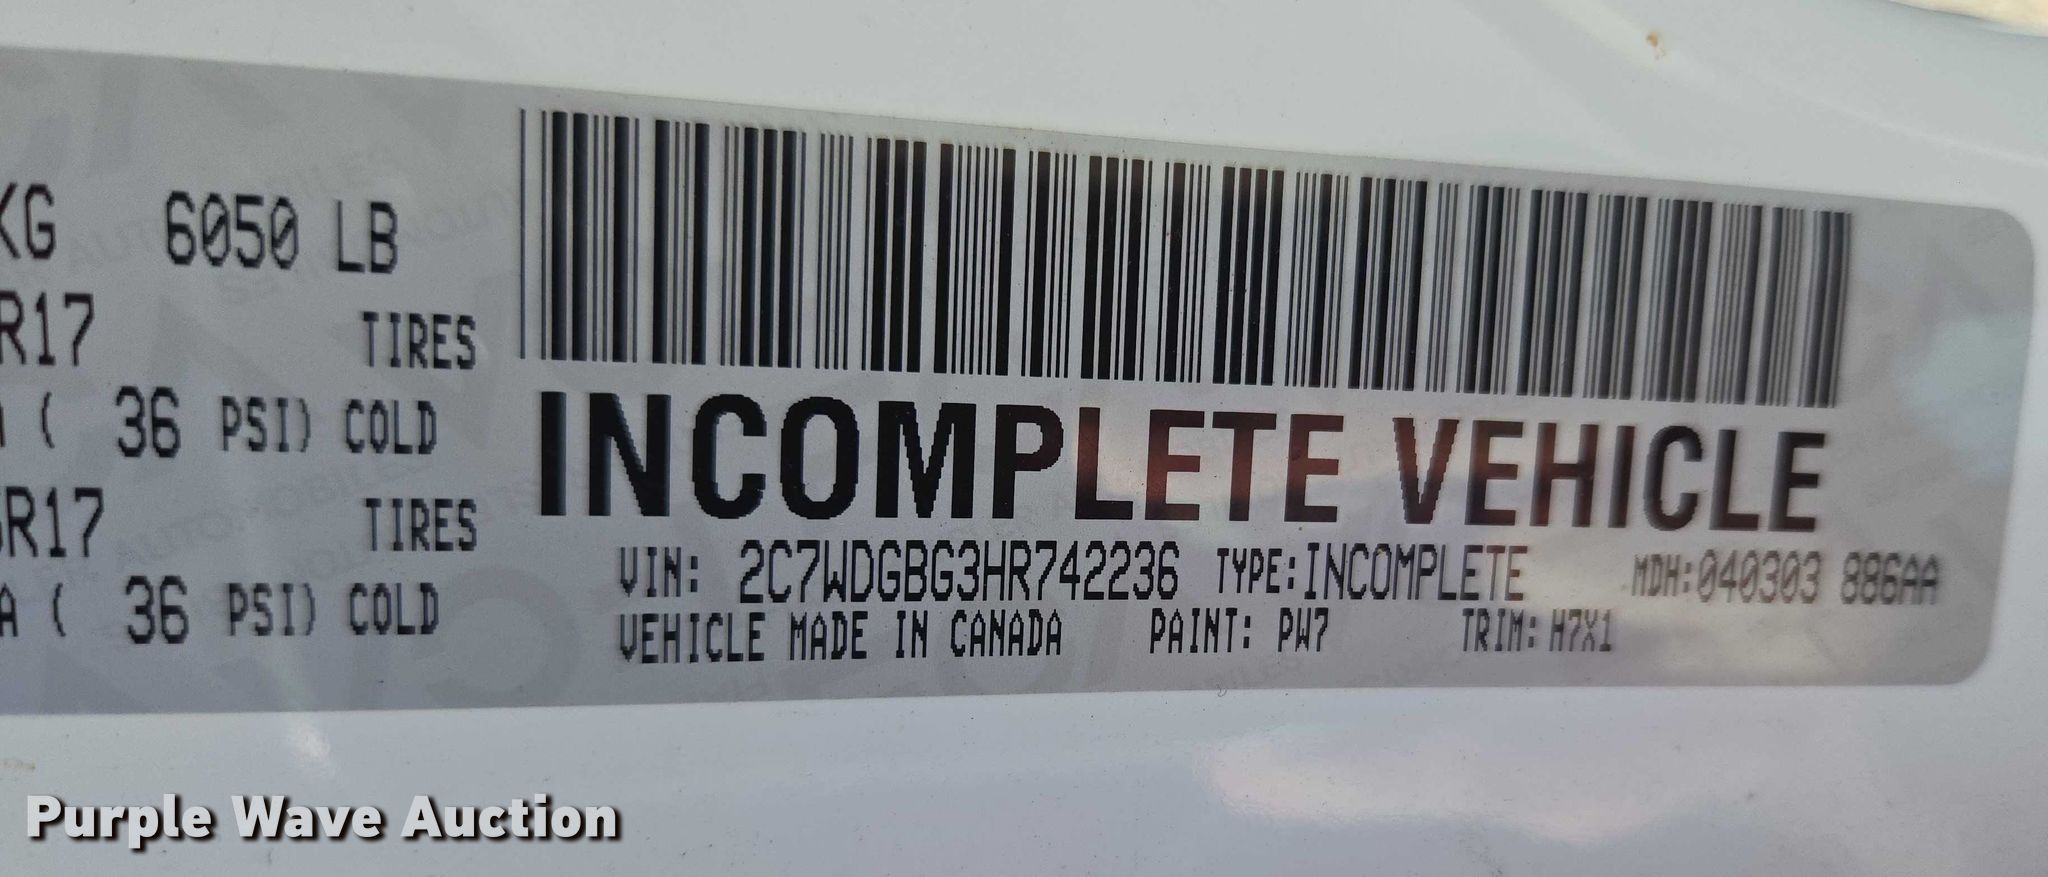 KG 6050 LB
R17 TIRES
( 36 PSI) COLD
R17 TIRES
A ( 36 PSI) COLD
INCOMPLETE VEHICLE
VIN: 2C7WDGBG3HR742236 TYPE:INCOMPLETE MDH:040303 886AA
VEHICLE MADE IN CANADA PAINT: PW7 TRIM: H7X1
Purple Wave Auction